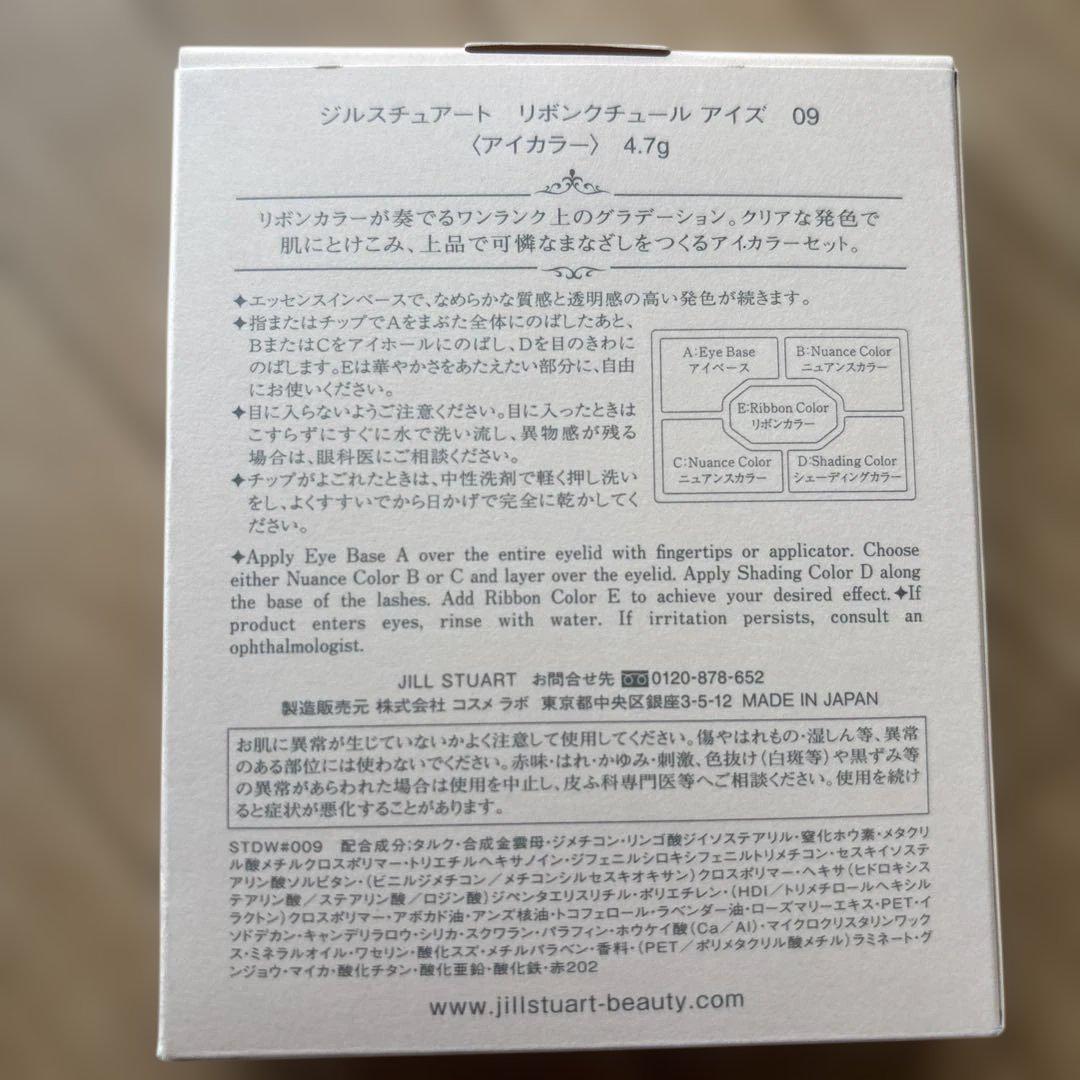 ジルスチュアート リボンクチュール アイズ 09
〈アイカラー〉 4.7g
リボンカラーが奏でるワンランク上のグラデーション。クリアな発色で
肌にとけこみ、上品で可憐なまなざしをつくるアイカラーセット。
✦エッセンスインベースで、なめらかな質感と透明感の高い発色が続きます。
✦指またはチップでAをまぶた全体にのばしたあと、
BまたはCをアイホールにのばし、Dを目のきわに
のばします。Eは華やかさをあたえたい部分に、自由
にお使いください。
✦目に入らないようご注意ください。目に入ったときは
こすらずにすぐに水で洗い流し、異物感が残る
場合は、眼科医にご相談ください。
✦チップがよごれたときは、中性洗剤で軽く押し洗い
をし、よくすすいでから日かげで完全に乾かしてく
ださい。
A:Eye Base
アイベース
B:Nuance Color
ニュアンスカラー
E:Ribbon Color
リボンカラー
C:Nuance Color
ニュアンスカラー
D:Shading Color
シェーディングカラー
✦Apply Eye Base A over the entire eyelid with fingertips or applicator. Choose
either Nuance Color B or C and layer over the eyelid. Apply Shading Color D along
the base of the lashes. Add Ribbon Color E to achieve your desired effect.✦If
product enters eyes, rinse with water. If irritation persists, consult an
ophthalmologist.
JILL STUART お問合せ先 0120-878-652
製造販売元 株式会社 コスメ ラボ 東京都中央区銀座3-5-12 MADE IN JAPAN
お肌に異常が生じていないかよく注意して使用してください。傷やはれもの・湿しん等、異常
のある部位には使わないでください。赤味・はれ・かゆみ・刺激、色抜け(白斑等)や黒ずみ等
の異常があらわれた場合は使用を中止し、皮ふ科専門医等へご相談ください。使用を続け
ると症状が悪化することがあります。
STDW#009 配合成分:タルク・合成金雲母・ジメチコン・リンゴ酸ジイソステアリル・窒化ホウ素・メタクリ
ル酸メチルクロスポリマー・トリエチルヘキサノイン・ジフェニルシロキシフェニルトリメチコン・セスキイソステ
アリン酸ソルビタン・(ビニルジメチコン/メチコンシルセスキオキサン)クロスポリマー・ヘキサ(ヒドロキシス
テアリン酸/ステアリン酸/ロジン酸)ジペンタエリスリチル・ポリエチレン・(HDI/トリメチロールヘキシルラ
クトン)クロスポリマー・アボカド油・アンズ核油・トコフェロール・ラベンダー油・ローズマリーエキス・PET・イ
ソドデカン・キャンデリラロウ・シリカ・スクワラン・パラフィン・ホウケイ酸(Ca/Al)・マイクロクリスタリンワック
ス・ミネラルオイル・ワセリン・酸化スズ・メチルパラベン・香料・(PET/ポリメタクリル酸メチル)ラミネート・グ
ンジョウ・マイカ・酸化チタン・酸化亜鉛・酸化鉄・赤202
www.jillstuart-beauty.com